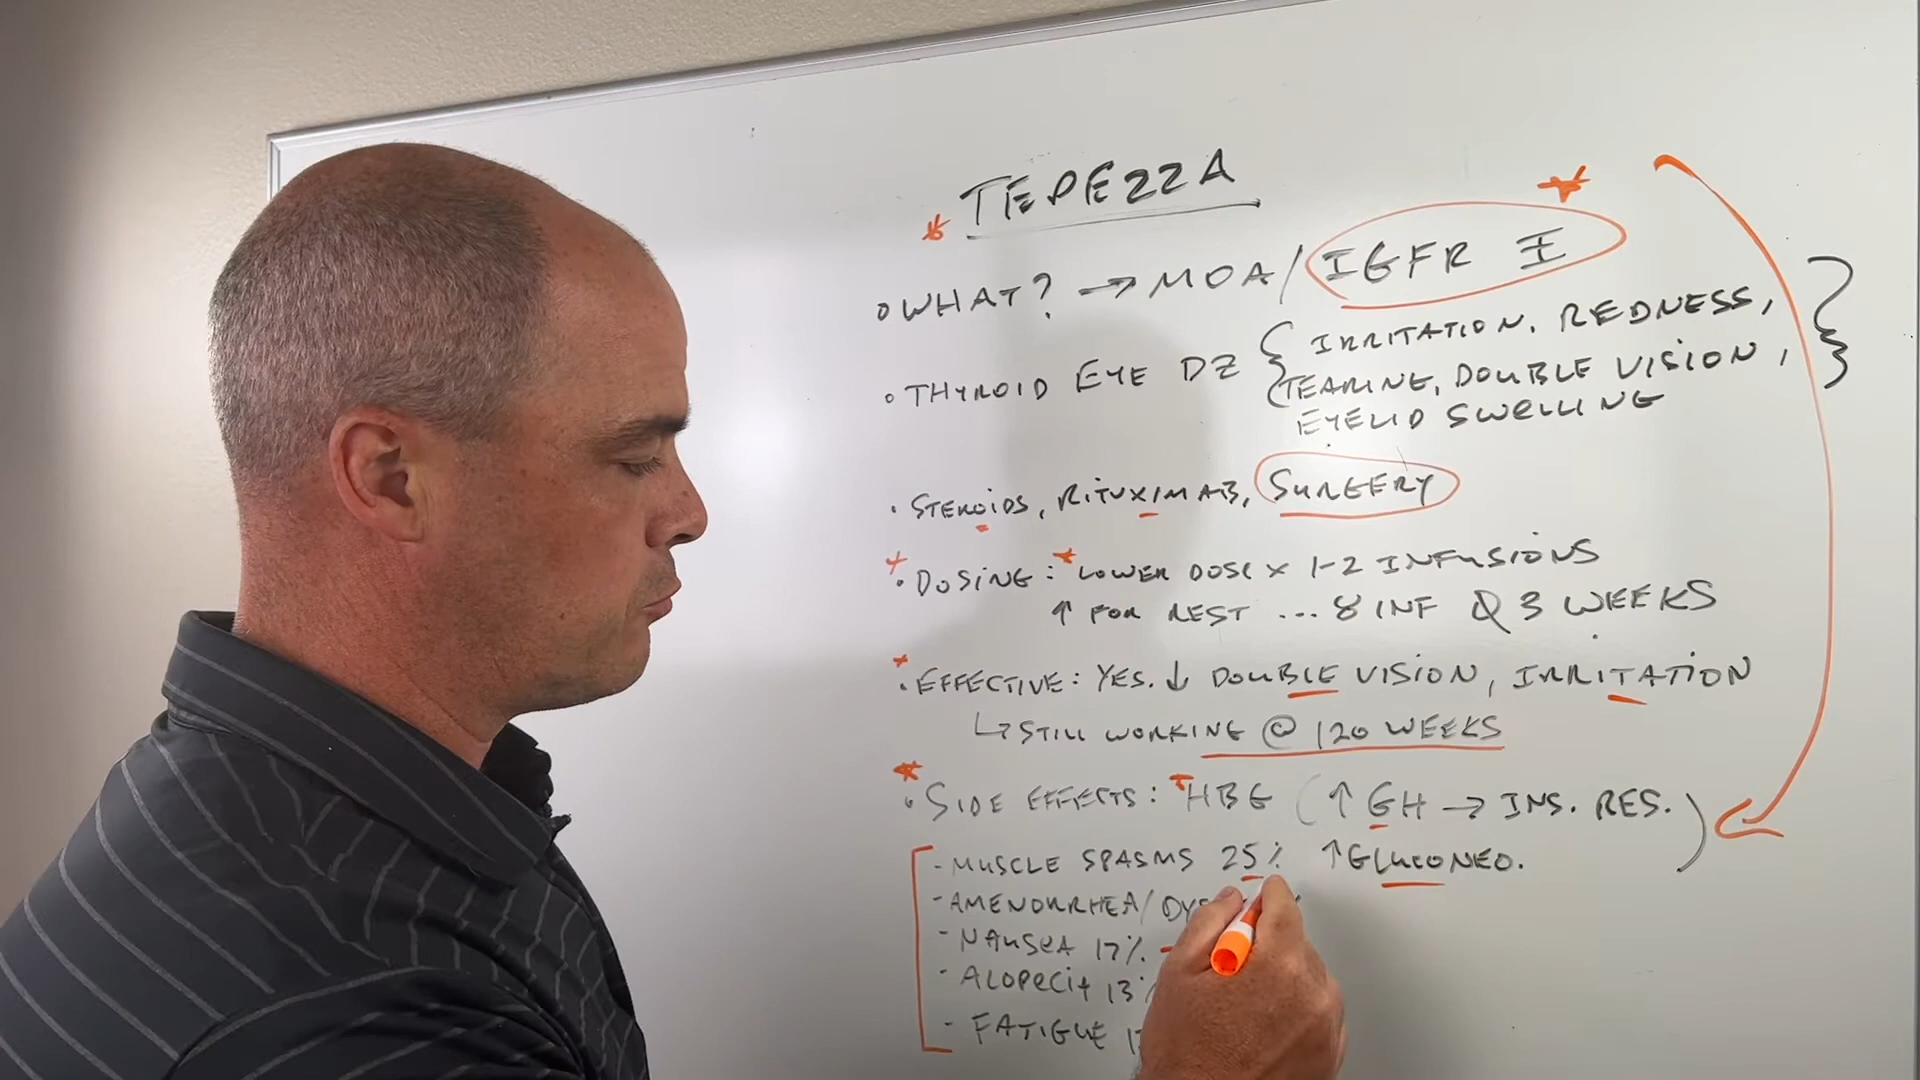 TEPEZZA
WHAT? → MOA/IGFR I
THYROID EYE DZ { IRRITATION, REDNESS,
TEARING, DOUBLE VISION,
EYELID SWELLING
STEROIDS, RITUXIMAB, SURGERY
DOSING: LOWER DOSE X 1-2 INFUSIONS
↑ FOR REST ... 8 INF Q 3 WEEKS
EFFECTIVE: YES. ↓ DOUBLE VISION, IRRITATION
↳ STILL WORKING @ 120 WEEKS
SIDE EFFECTS: HBG (↑ GH → INS. RES.
- MUSCLE SPASMS 25% ↑ GLUCONEO. )
- AMENORRHEA/
- NAUSEA 17%
- ALOPECIA 13%
- FATIGUE